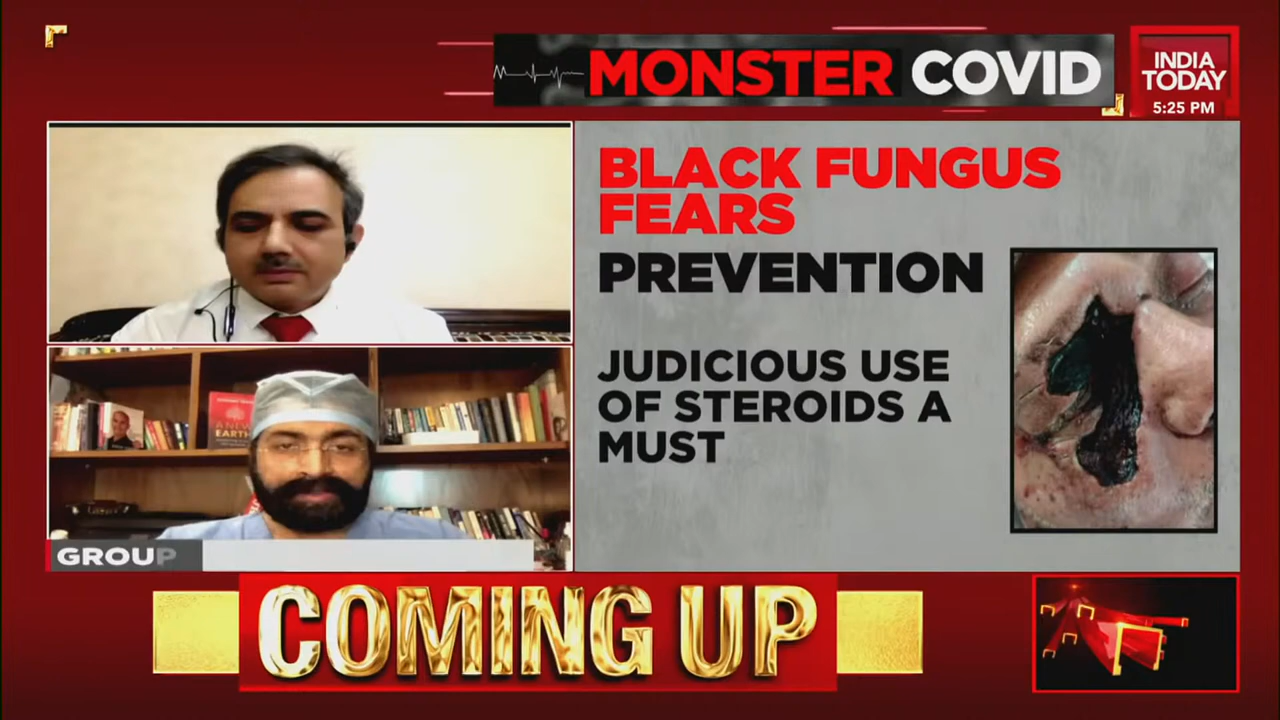 MONSTER COVID
INDIA
TODAY
5:25 PM
BLACK FUNGUS
FEARS
PREVENTION
JUDICIOUS USE
OF STEROIDS A
MUST
EARTH
GROUP
COMING UP